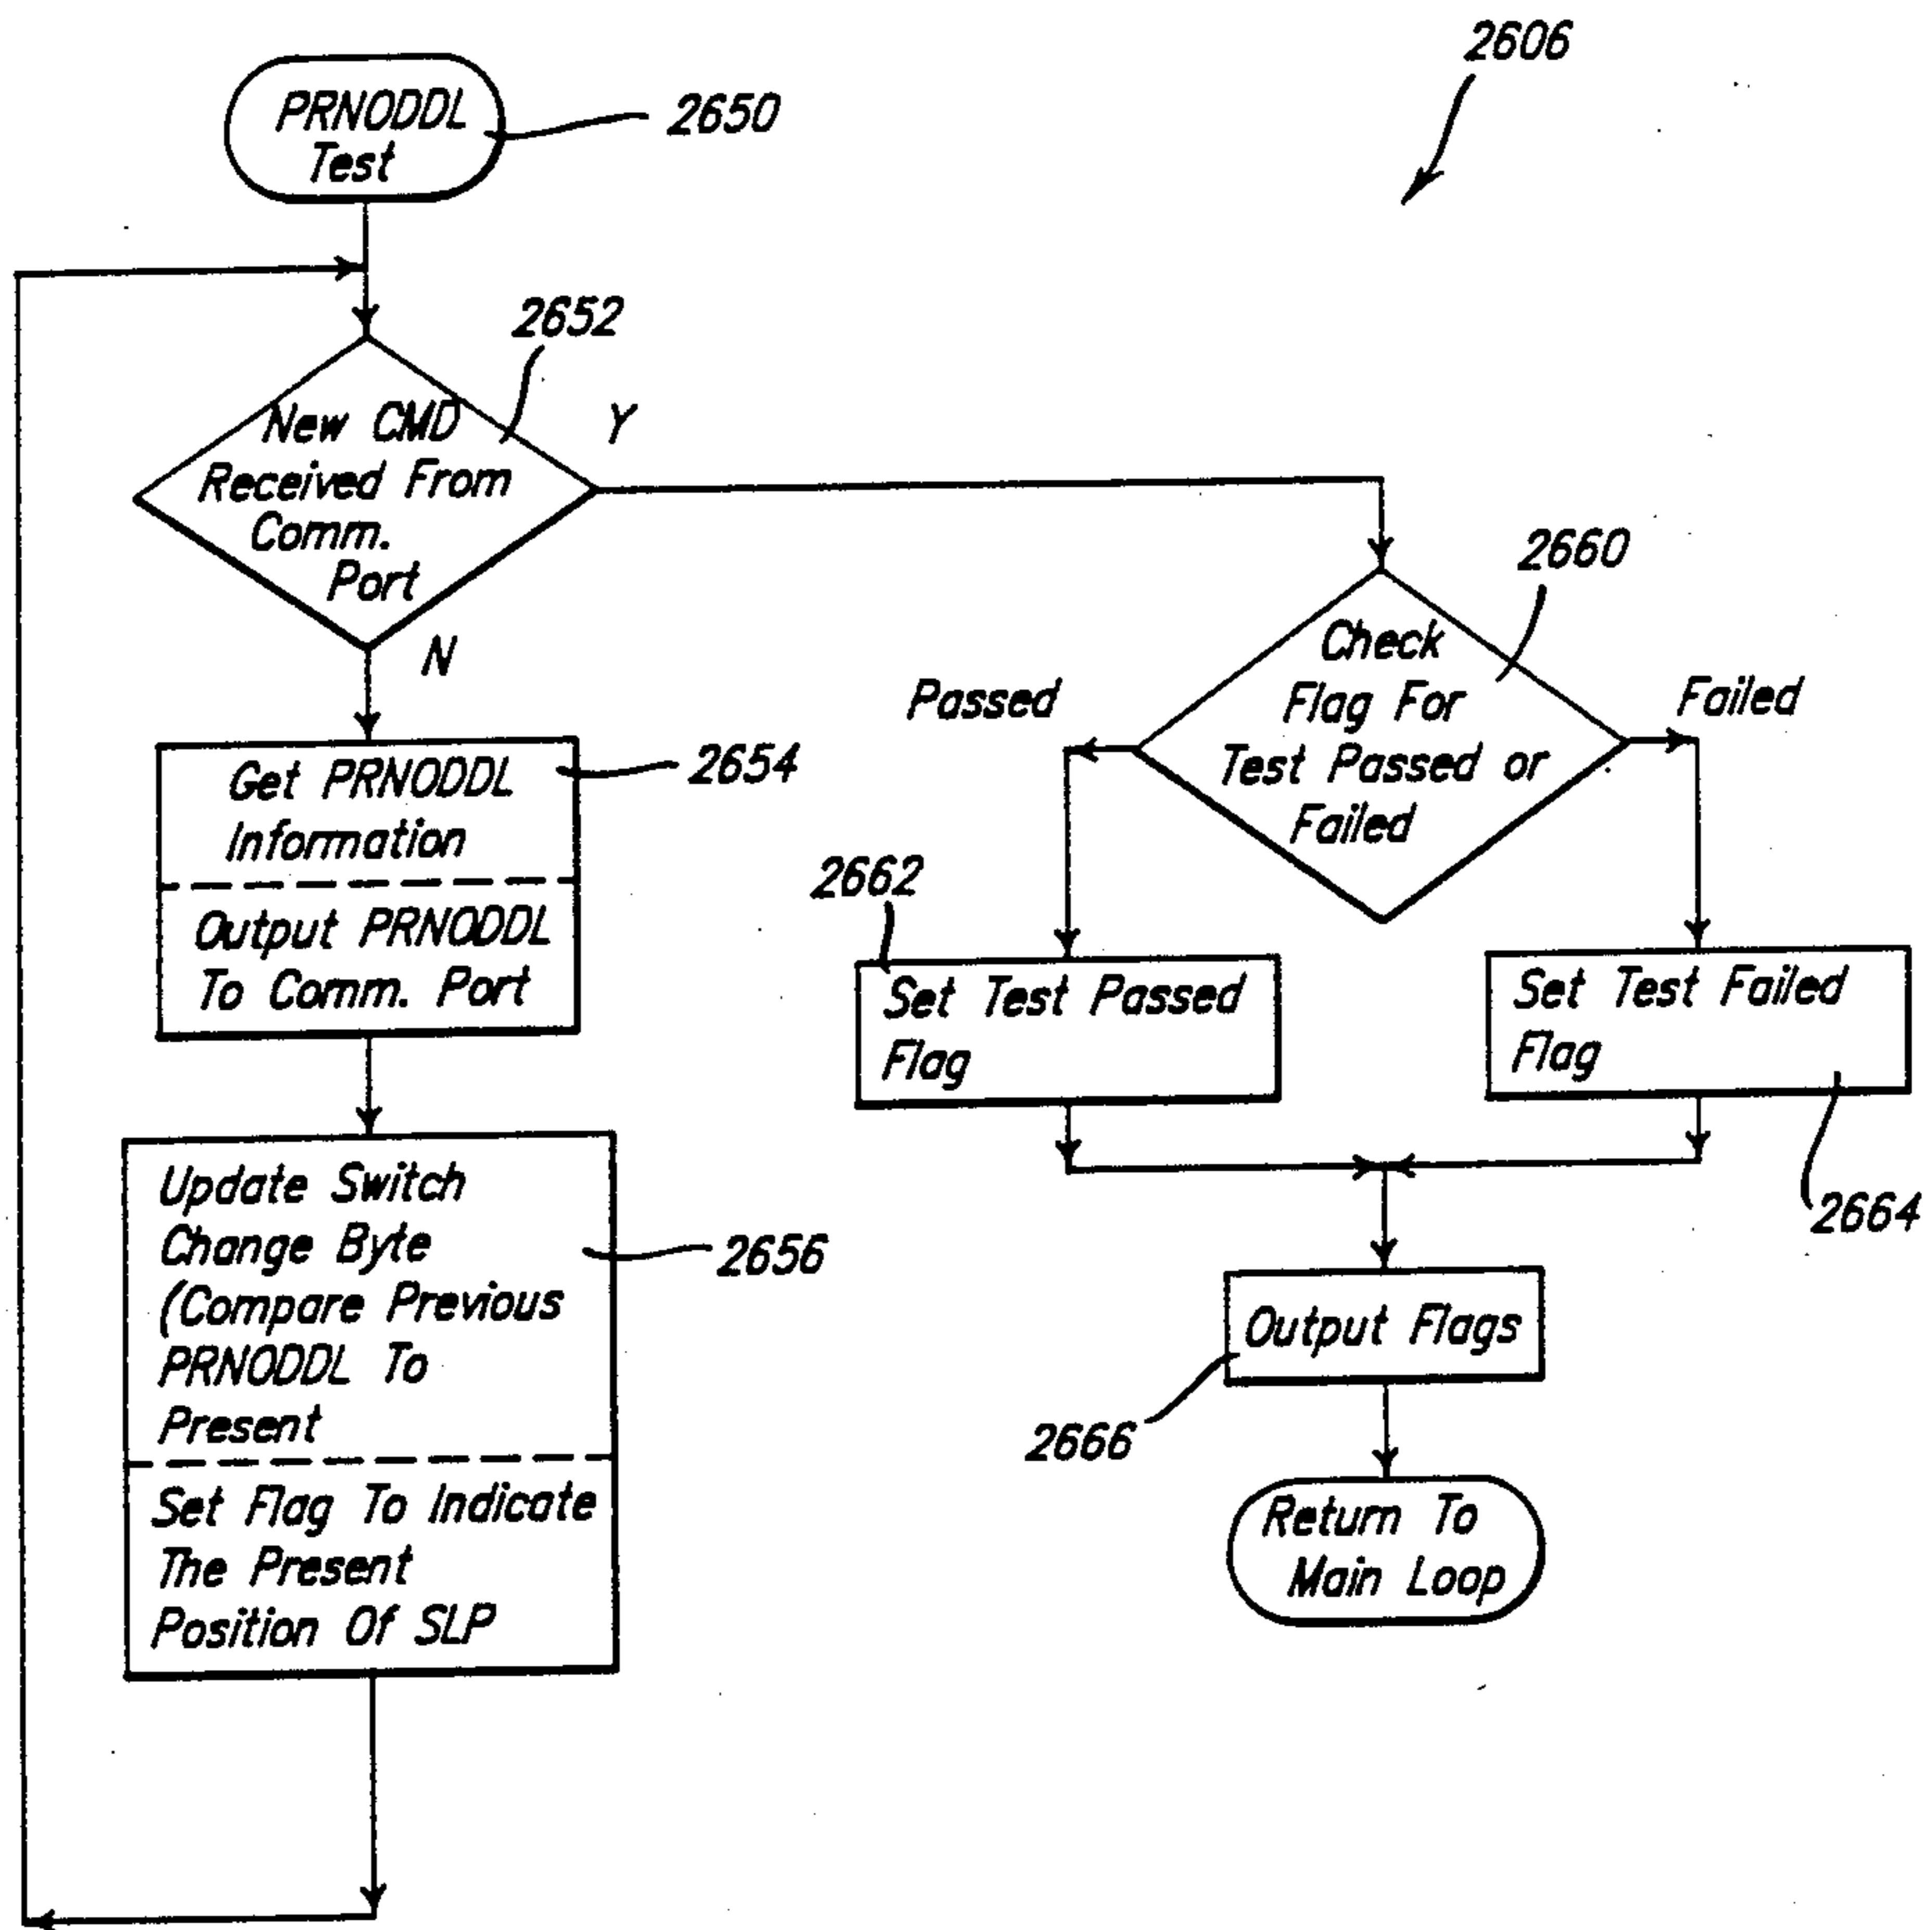 2606
PRNODDL
Test
2650
2652
New CMD
Received From
Comm.
Port
Y
N
Get PRNODDL
Information
2654
Output PRNODDL
To Comm. Port
Update Switch
Change Byte
(Compare Previous
PRNODDL To
Present
2656
Set Flag To Indicate
The Present
Position Of SLP
2660
Check
Flag For
Test Passed or
Failed
Passed
Failed
2662
Set Test Passed
Flag
Set Test Failed
Flag
2664
Output Flags
2666
Return To
Main Loop